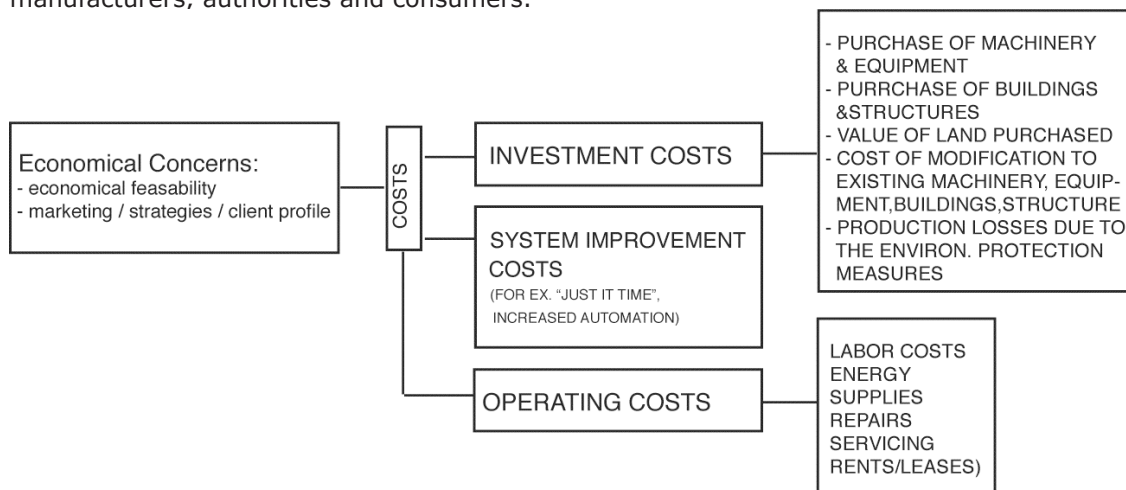 manufacturers, authorities and consumers.
Economical Concerns:
- economical feasability
- marketing / strategies / client profile
COSTS
INVESTMENT COSTS
- PURCHASE OF MACHINERY
& EQUIPMENT
- PURRCHASE OF BUILDINGS
&STRUCTURES
- VALUE OF LAND PURCHASED
- COST OF MODIFICATION TO
EXISTING MACHINERY, EQUIP-
MENT,BUILDINGS,STRUCTURE
- PRODUCTION LOSSES DUE TO
THE ENVIRON. PROTECTION
MEASURES
SYSTEM IMPROVEMENT
COSTS
(FOR EX. “JUST IT TIME”,
INCREASED AUTOMATION)
OPERATING COSTS
LABOR COSTS
ENERGY
SUPPLIES
REPAIRS
SERVICING
RENTS/LEASES)